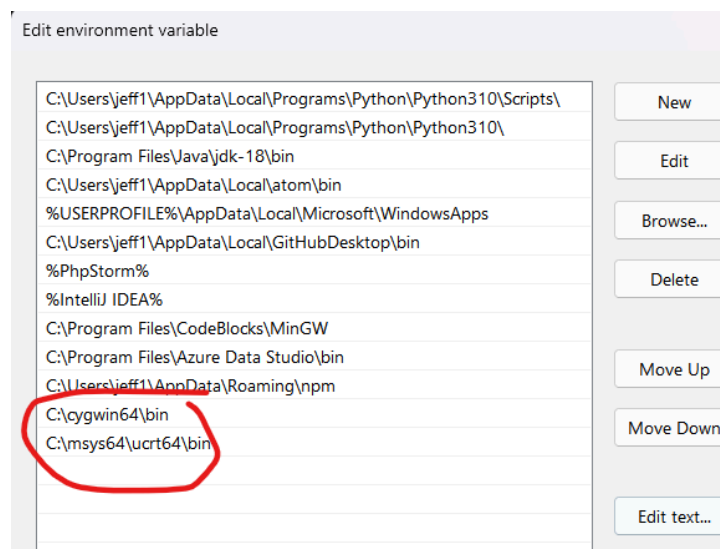 Edit environment variable
C:\Users\jeff1\AppData\Local\Programs\Python\Python310\Scripts\
New
C:\Users\jeff1\AppData\Local\Programs\Python\Python310\
C:\Program Files\Java\jdk-18\bin
Edit
C:\Users\jeff1\AppData\Local\atom\bin
%USERPROFILE%\AppData\Local\Microsoft\WindowsApps
Browse...
C:\Users\jeff1\AppData\Local\GitHubDesktop\bin
%PhpStorm%
Delete
%IntelliJ IDEA%
C:\Program Files\CodeBlocks\MinGW
C:\Program Files\Azure Data Studio\bin
Move Up
C:\Users\jeff1\AppData\Roaming\npm
C:\cygwin64\bin
Move Down
C:\msys64\ucrt64\bin
Edit text...